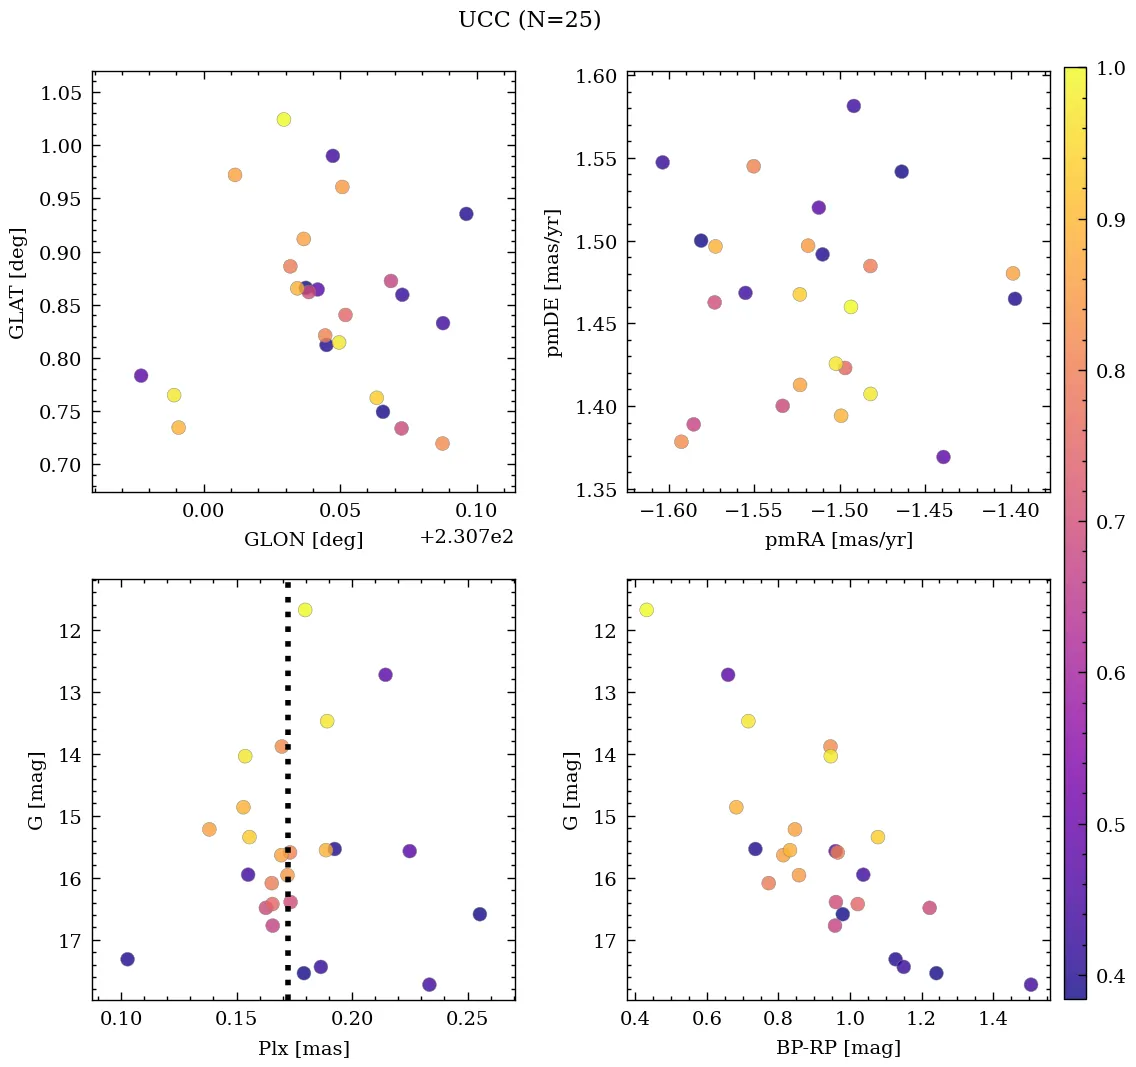 UCC (N=25)
1.05
1.00
0.95
0.90
0.85
0.80
0.75
0.70
GLAT [deg]
0.00 0.05 0.10
GLON [deg] +2.307e2
1.60
1.55
1.50
1.45
1.40
1.35
pmDE [mas/yr]
−1.60 −1.55 −1.50 −1.45 −1.40
pmRA [mas/yr]
1.0
0.9
0.8
0.7
0.6
0.5
0.4
12
13
14
15
16
17
G [mag]
0.10 0.15 0.20 0.25
Plx [mas]
12
13
14
15
16
17
G [mag]
0.4 0.6 0.8 1.0 1.2 1.4
BP-RP [mag]